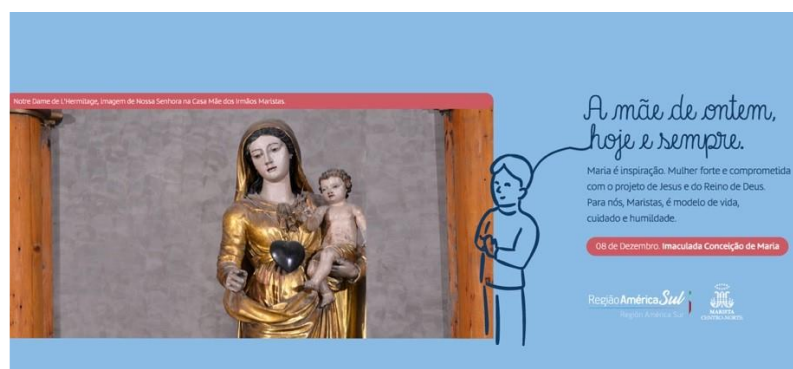 Notre Dame de L'Hermitage, imagem de Nossa Senhora na Casa Mãe dos Irmãos Maristas.
A mãe de ontem,
hoje e sempre.
Maria é inspiração. Mulher forte e comprometida
com o projeto de Jesus e do Reino de Deus.
Para nós, Maristas, é modelo de vida,
cuidado e humildade.
08 de Dezembro. Imaculada Conceição de Maria
Região América Sul
Región América Sur
MARISTA
CENTRO-NORTE